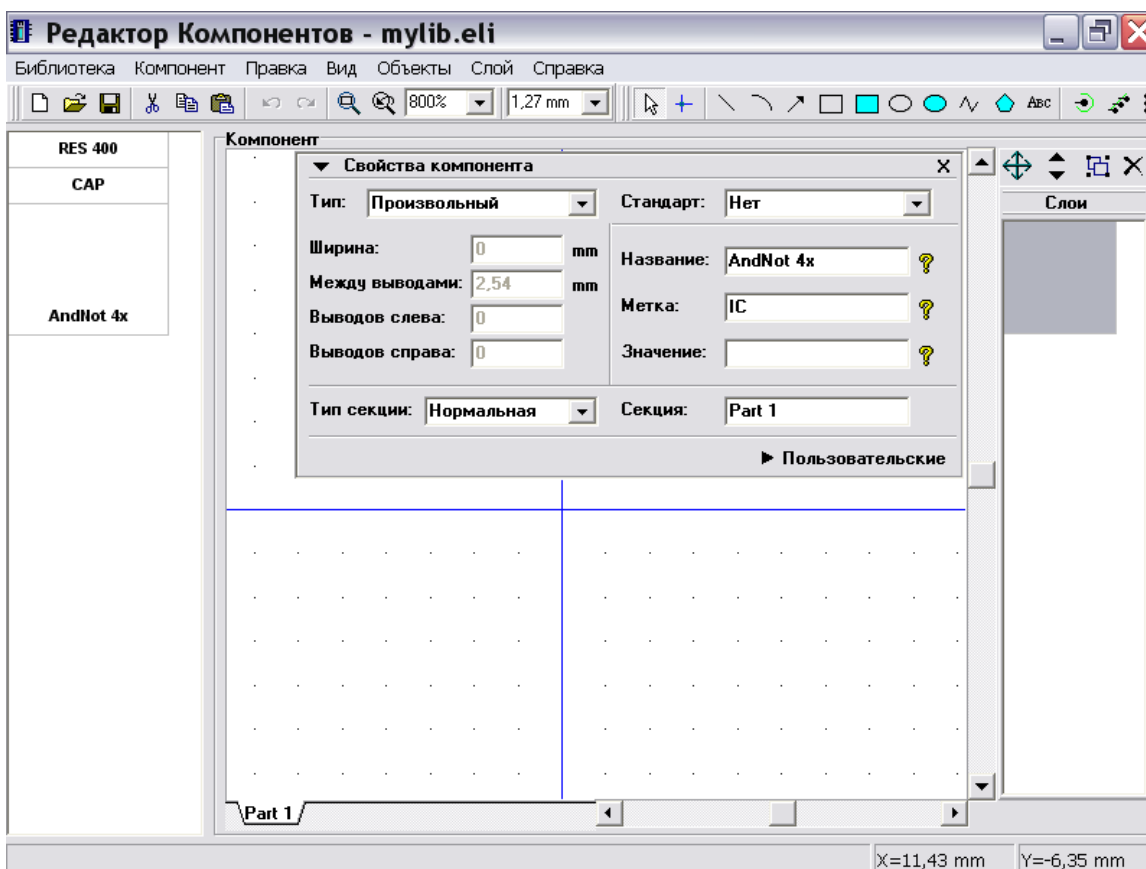 Редактор Компонентов - mylib.eli
Библиотека Компонент Правка Вид Объекты Слой Справка
800% 1,27 mm ABC
RES 400
CAP
AndNot 4x
Компонент
Свойства компонента X
Тип: Произвольный Стандарт: Нет
Ширина: 0 mm
Название: AndNot 4x
Между выводами: 2,54 mm
Метка: IC
Выводов слева: 0
Выводов справа: 0
Значение:
Тип секции: Нормальная Секция: Part 1
Пользовательские
Слои
Part 1
X=11,43 mm Y=-6,35 mm